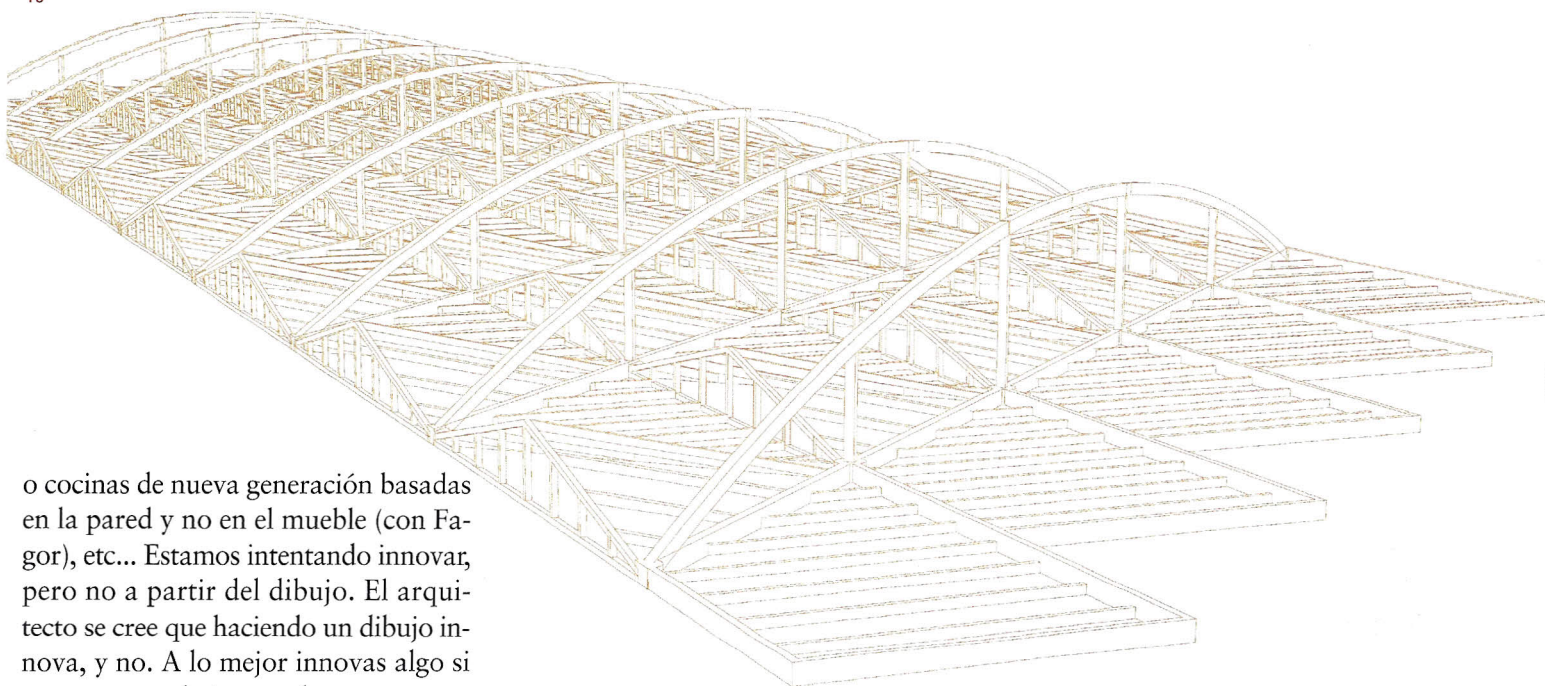 o cocinas de nueva generación basadas
en la pared y no en el mueble (con Fa-
gor), etc... Estamos intentando innovar,
pero no a partir del dibujo. El arqui-
tecto se cree que haciendo un dibujo in-
nova, y no. A lo mejor innovas algo si